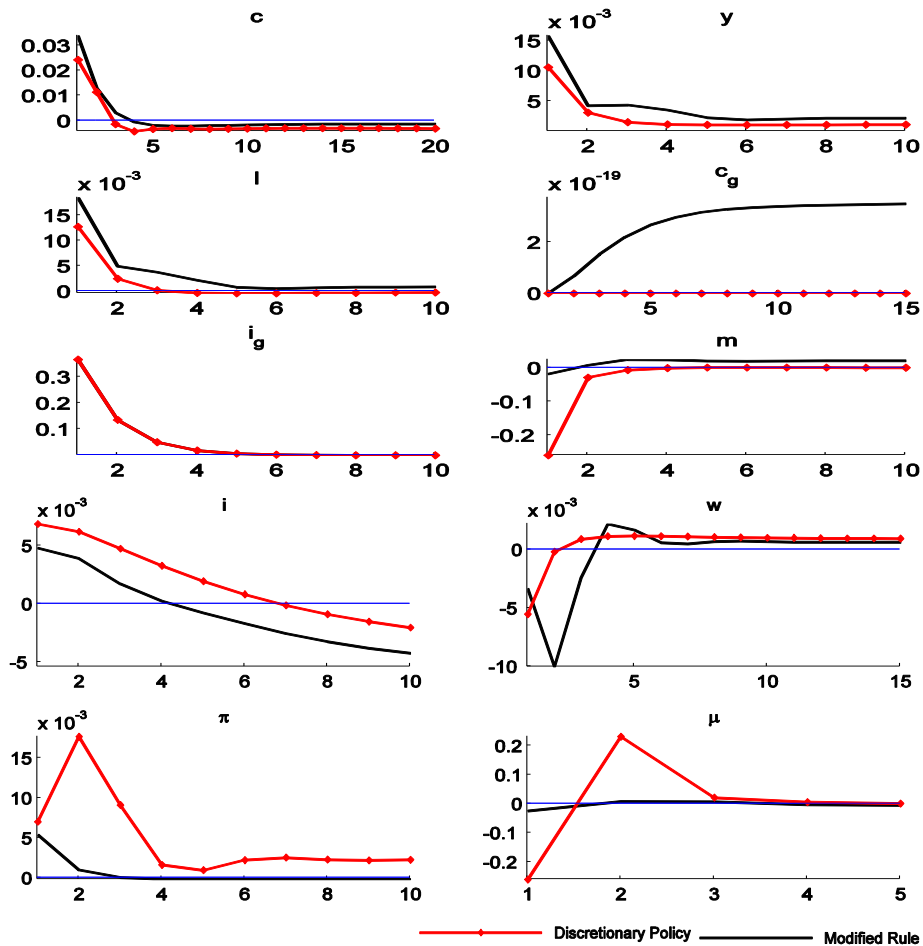 c
0.03
0.02
0.01
0
5 10 15 20
y
x 10^-3
15
10
5
2 4 6 8 10
l
x 10^-3
15
10
5
0
2 4 6 8 10
c_g
x 10^-19
2
0
5 10 15
i_g
0.3
0.2
0.1
2 4 6 8 10
m
0
-0.1
-0.2
2 4 6 8 10
i
x 10^-3
5
0
-5
2 4 6 8 10
w
x 10^-3
0
-5
-10
5 10 15
π
x 10^-3
15
10
5
0
2 4 6 8 10
μ
0.2
0.1
0
-0.1
-0.2
1 2 3 4 5
Discretionary Policy Modified Rule